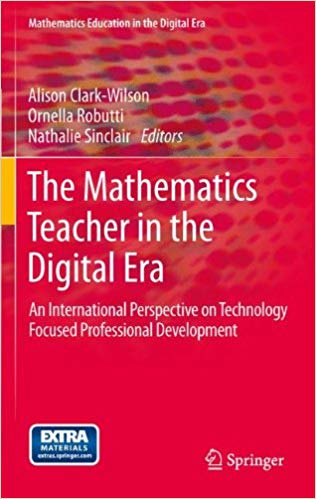 Mathematics Education in the Digital Era
Alison Clark-Wilson
Ornella Robutti
Nathalie Sinclair Editors
The Mathematics
Teacher in the
Digital Era
An International Perspective on Technology
Focused Professional Development
EXTRA
MATERIALS
extras.springer.com
Springer